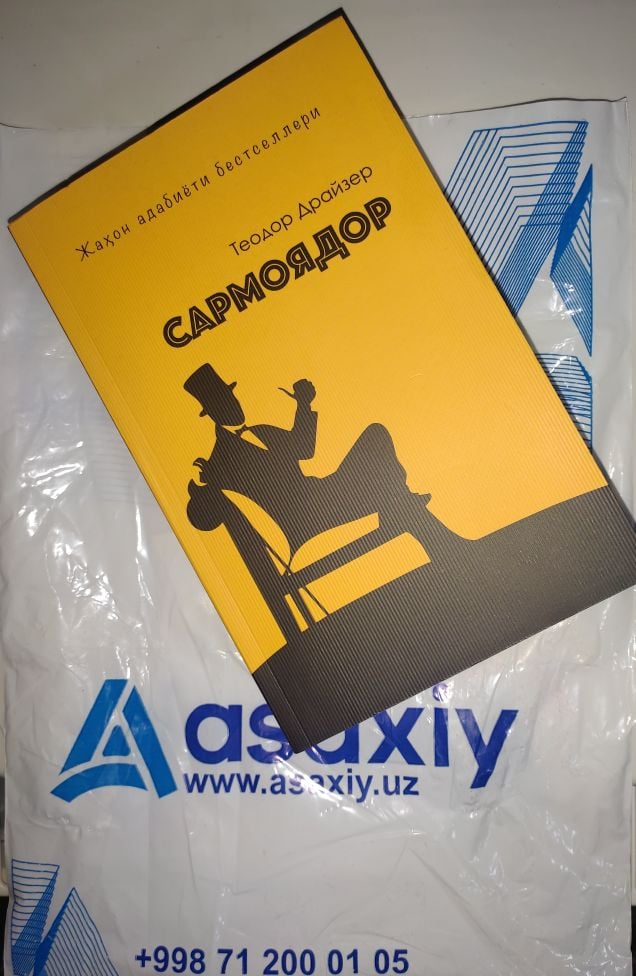 Жаҳон адабиёти бестселлери
Теодор Драйзер
САРМОЯДОР
asaxiy
www.asaxiy.uz
+998 71 200 01 05